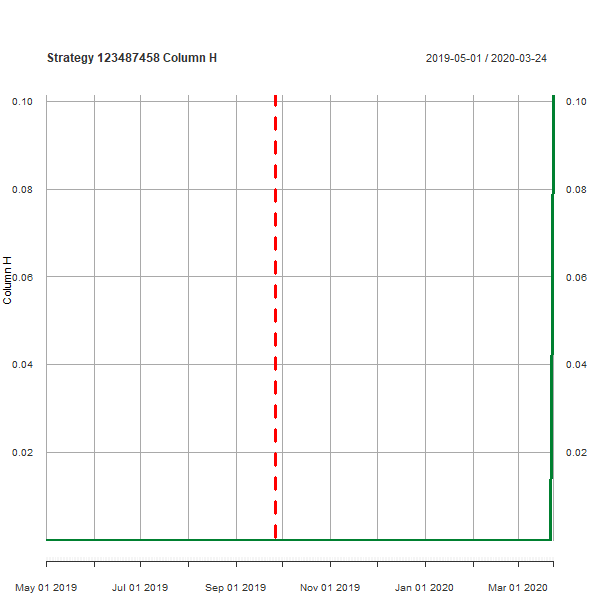 Strategy 123487458 Column H
2019-05-01 / 2020-03-24
0.10 0.10
0.08 0.08
Column H
0.06 0.06
0.04 0.04
0.02 0.02
May 01 2019 Jul 01 2019 Sep 01 2019 Nov 01 2019 Jan 01 2020 Mar 01 2020